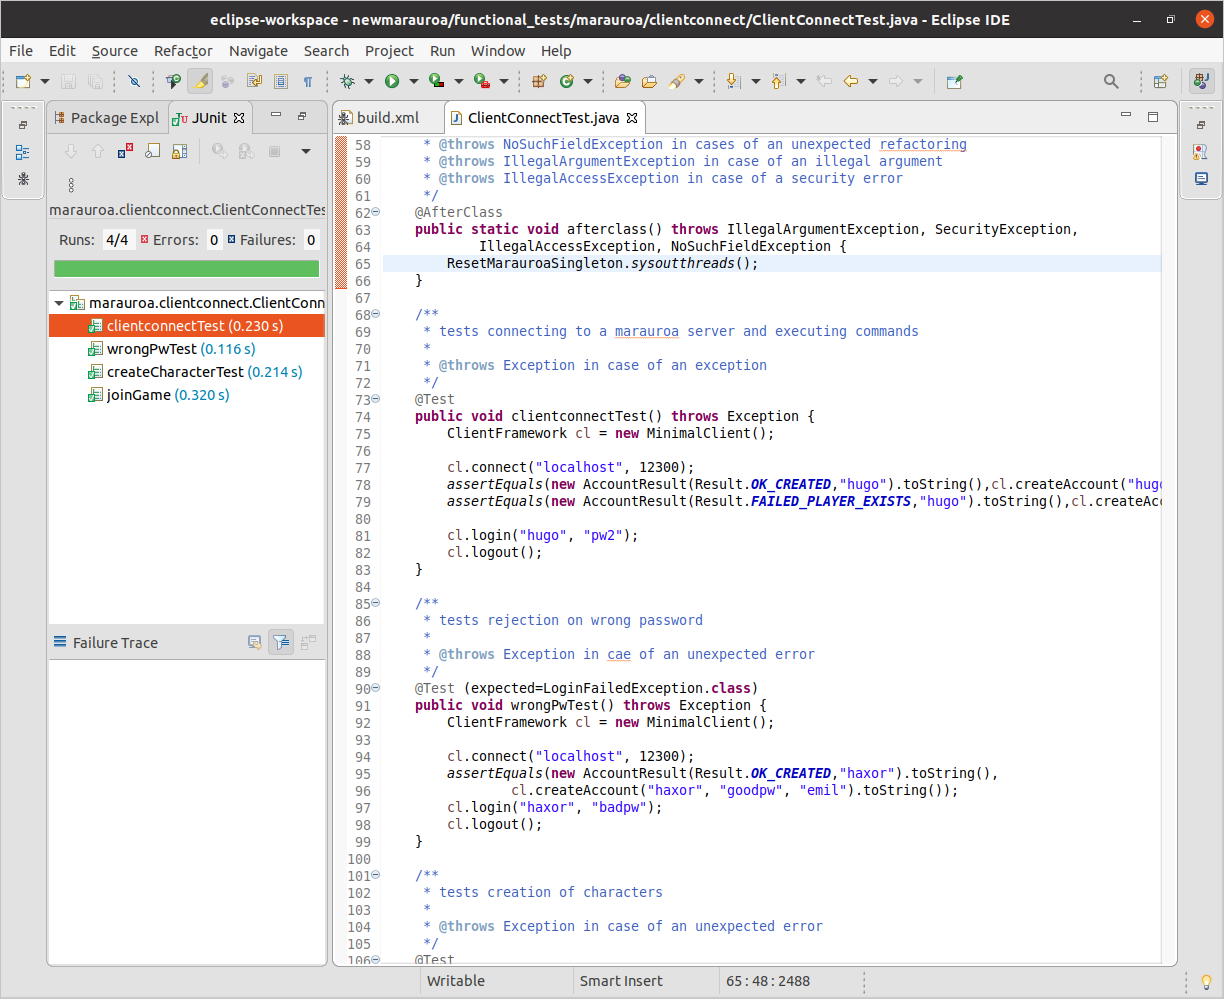 eclipse-workspace - newmarauroa/functional_tests/marauroa/clientconnect/ClientConnectTest.java - Eclipse IDE
File Edit Source Refactor Navigate Search Project Run Window Help
Package Expl
JUnit
marauroa.clientconnect.ClientConnectTes
Runs: 4/4 Errors: 0 Failures: 0
marauroa.clientconnect.ClientConn
clientconnectTest (0.230 s)
wrongPwTest (0.116 s)
createCharacterTest (0.214 s)
joinGame (0.320 s)
Failure Trace
build.xml
ClientConnectTest.java
58 * @throws NoSuchFieldException in cases of an unexpected refactoring
59 * @throws IllegalArgumentException in case of an illegal argument
60 * @throws IllegalAccessException in case of a security error
61 */
62 @AfterClass
63 public static void afterclass() throws IllegalArgumentException, SecurityException,
64 IllegalAccessException, NoSuchFieldException {
65 ResetMarauroaSingleton.sysoutthreads();
66 }
67
68 /**
69 * tests connecting to a marauroa server and executing commands
70 *
71 * @throws Exception in case of an exception
72 */
73 @Test
74 public void clientconnectTest() throws Exception {
75 ClientFramework cl = new MinimalClient();
76
77 cl.connect("localhost", 12300);
78 assertEquals(new AccountResult(Result.OK_CREATED,"hugo").toString(),cl.createAccount("hugo
79 assertEquals(new AccountResult(Result.FAILED_PLAYER_EXISTS,"hugo").toString(),cl.createAcc
80
81 cl.login("hugo", "pw2");
82 cl.logout();
83 }
84
85 /**
86 * tests rejection on wrong password
87 *
88 * @throws Exception in cae of an unexpected error
89 */
90 @Test (expected=LoginFailedException.class)
91 public void wrongPwTest() throws Exception {
92 ClientFramework cl = new MinimalClient();
93
94 cl.connect("localhost", 12300);
95 assertEquals(new AccountResult(Result.OK_CREATED,"haxor").toString(),
96 cl.createAccount("haxor", "goodpw", "emil").toString());
97 cl.login("haxor", "badpw");
98 cl.logout();
99 }
100
101 /**
102 * tests creation of characters
103 *
104 * @throws Exception in case of an unexpected error
105 */
106 @Test
Writable Smart Insert 65 : 48 : 2488